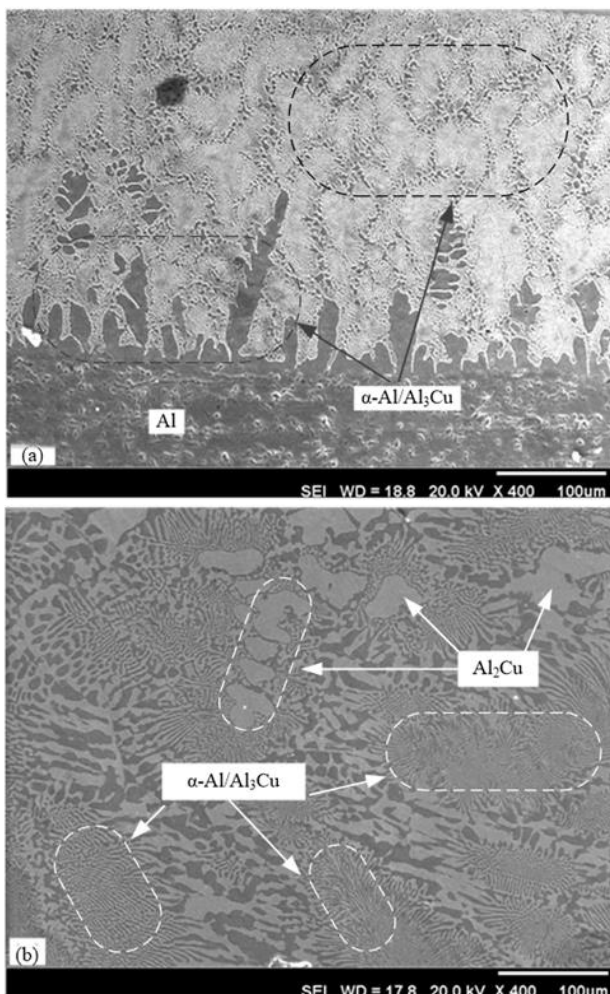 α-Al/Al₃Cu
Al
(a)
SEI WD = 18.8 20.0 kV X 400 100um
Al₂Cu
α-Al/Al₃Cu
(b)
SEI WD = 17.8 20.0 kV X 400 100um